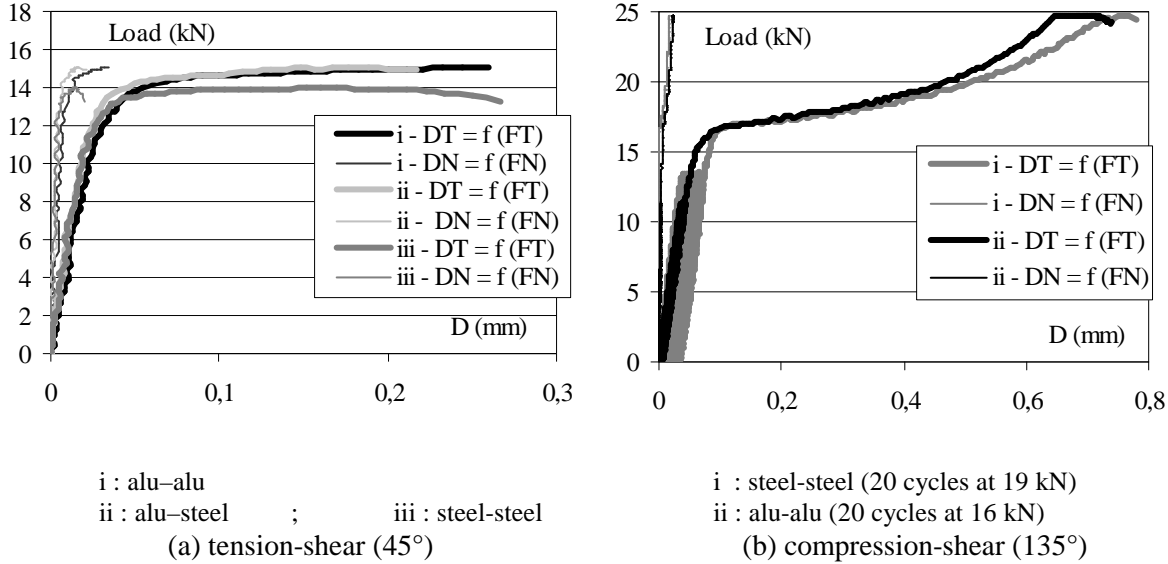 18
16
14
12
10
8
6
4
2
0
Load (kN)
i - DT = f (FT)
i - DN = f (FN)
ii - DT = f (FT)
ii - DN = f (FN)
iii - DT = f (FT)
iii - DN = f (FN)
D (mm)
0 0,1 0,2 0,3
i : alu–alu
ii : alu–steel ; iii : steel-steel
(a) tension-shear (45°)
25
20
15
10
5
0
Load (kN)
i - DT = f (FT)
i - DN = f (FN)
ii - DT = f (FT)
ii - DN = f (FN)
D (mm)
0 0,2 0,4 0,6 0,8
i : steel-steel (20 cycles at 19 kN)
ii : alu-alu (20 cycles at 16 kN)
(b) compression-shear (135°)